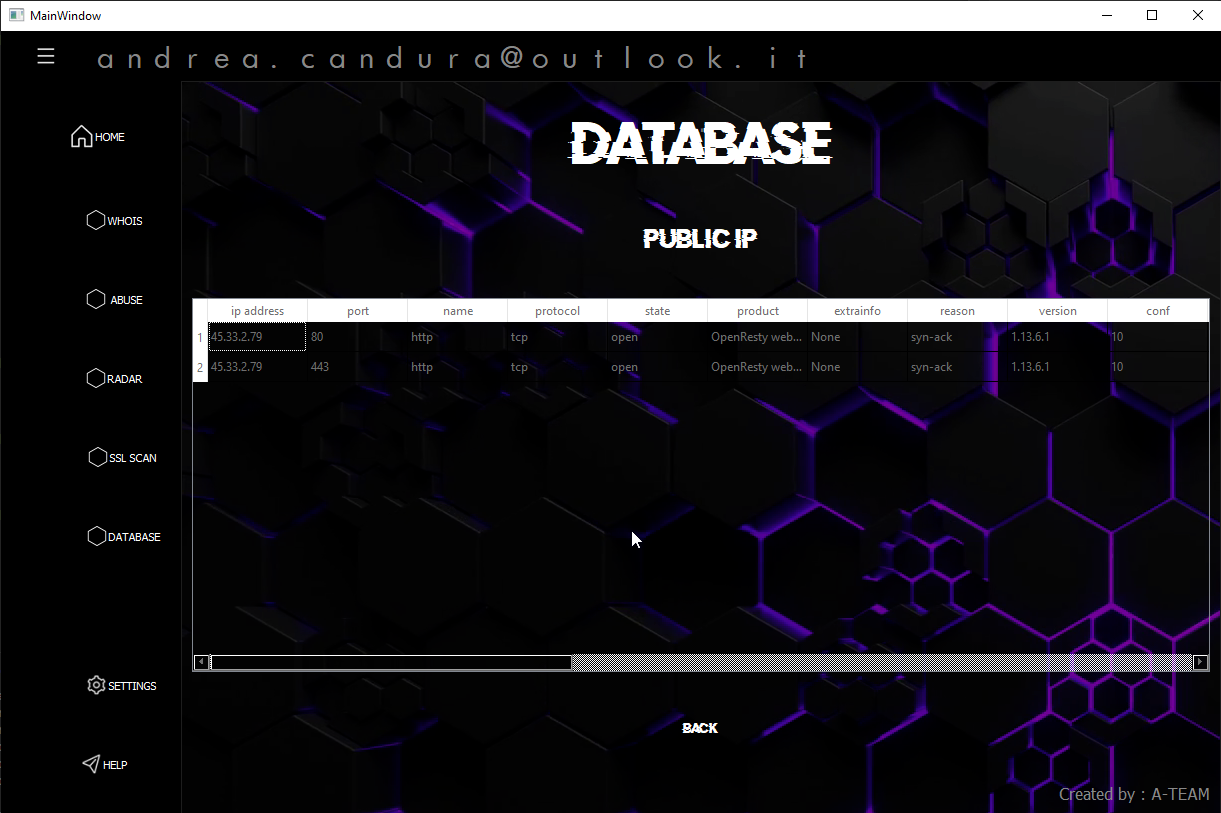 MainWindow
andrea.candura@outlook.it
HOME
WHOIS
ABUSE
RADAR
SSL SCAN
DATABASE
SETTINGS
HELP
DATABASE
PUBLIC IP
ip address port name protocol state product extrainfo reason version conf
1 45.33.2.79 80 http tcp open OpenResty web... None syn-ack 1.13.6.1 10
2 45.33.2.79 443 http tcp open OpenResty web... None syn-ack 1.13.6.1 10
BACK
Created by : A-TEAM